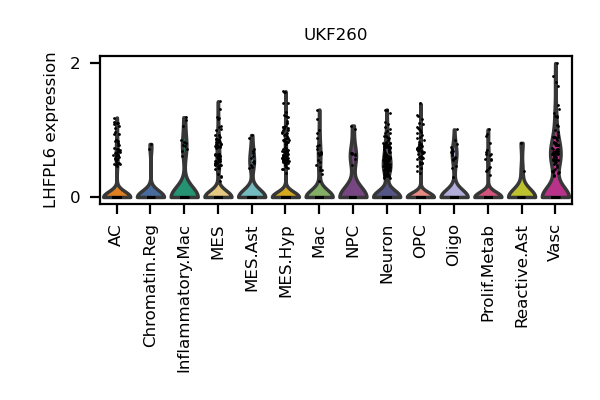 UKF260
LHFPL6 expression
2
0
AC
Chromatin.Reg
Inflammatory.Mac
MES
MES.Ast
MES.Hyp
Mac
NPC
Neuron
OPC
Oligo
Prolif.Metab
Reactive.Ast
Vasc